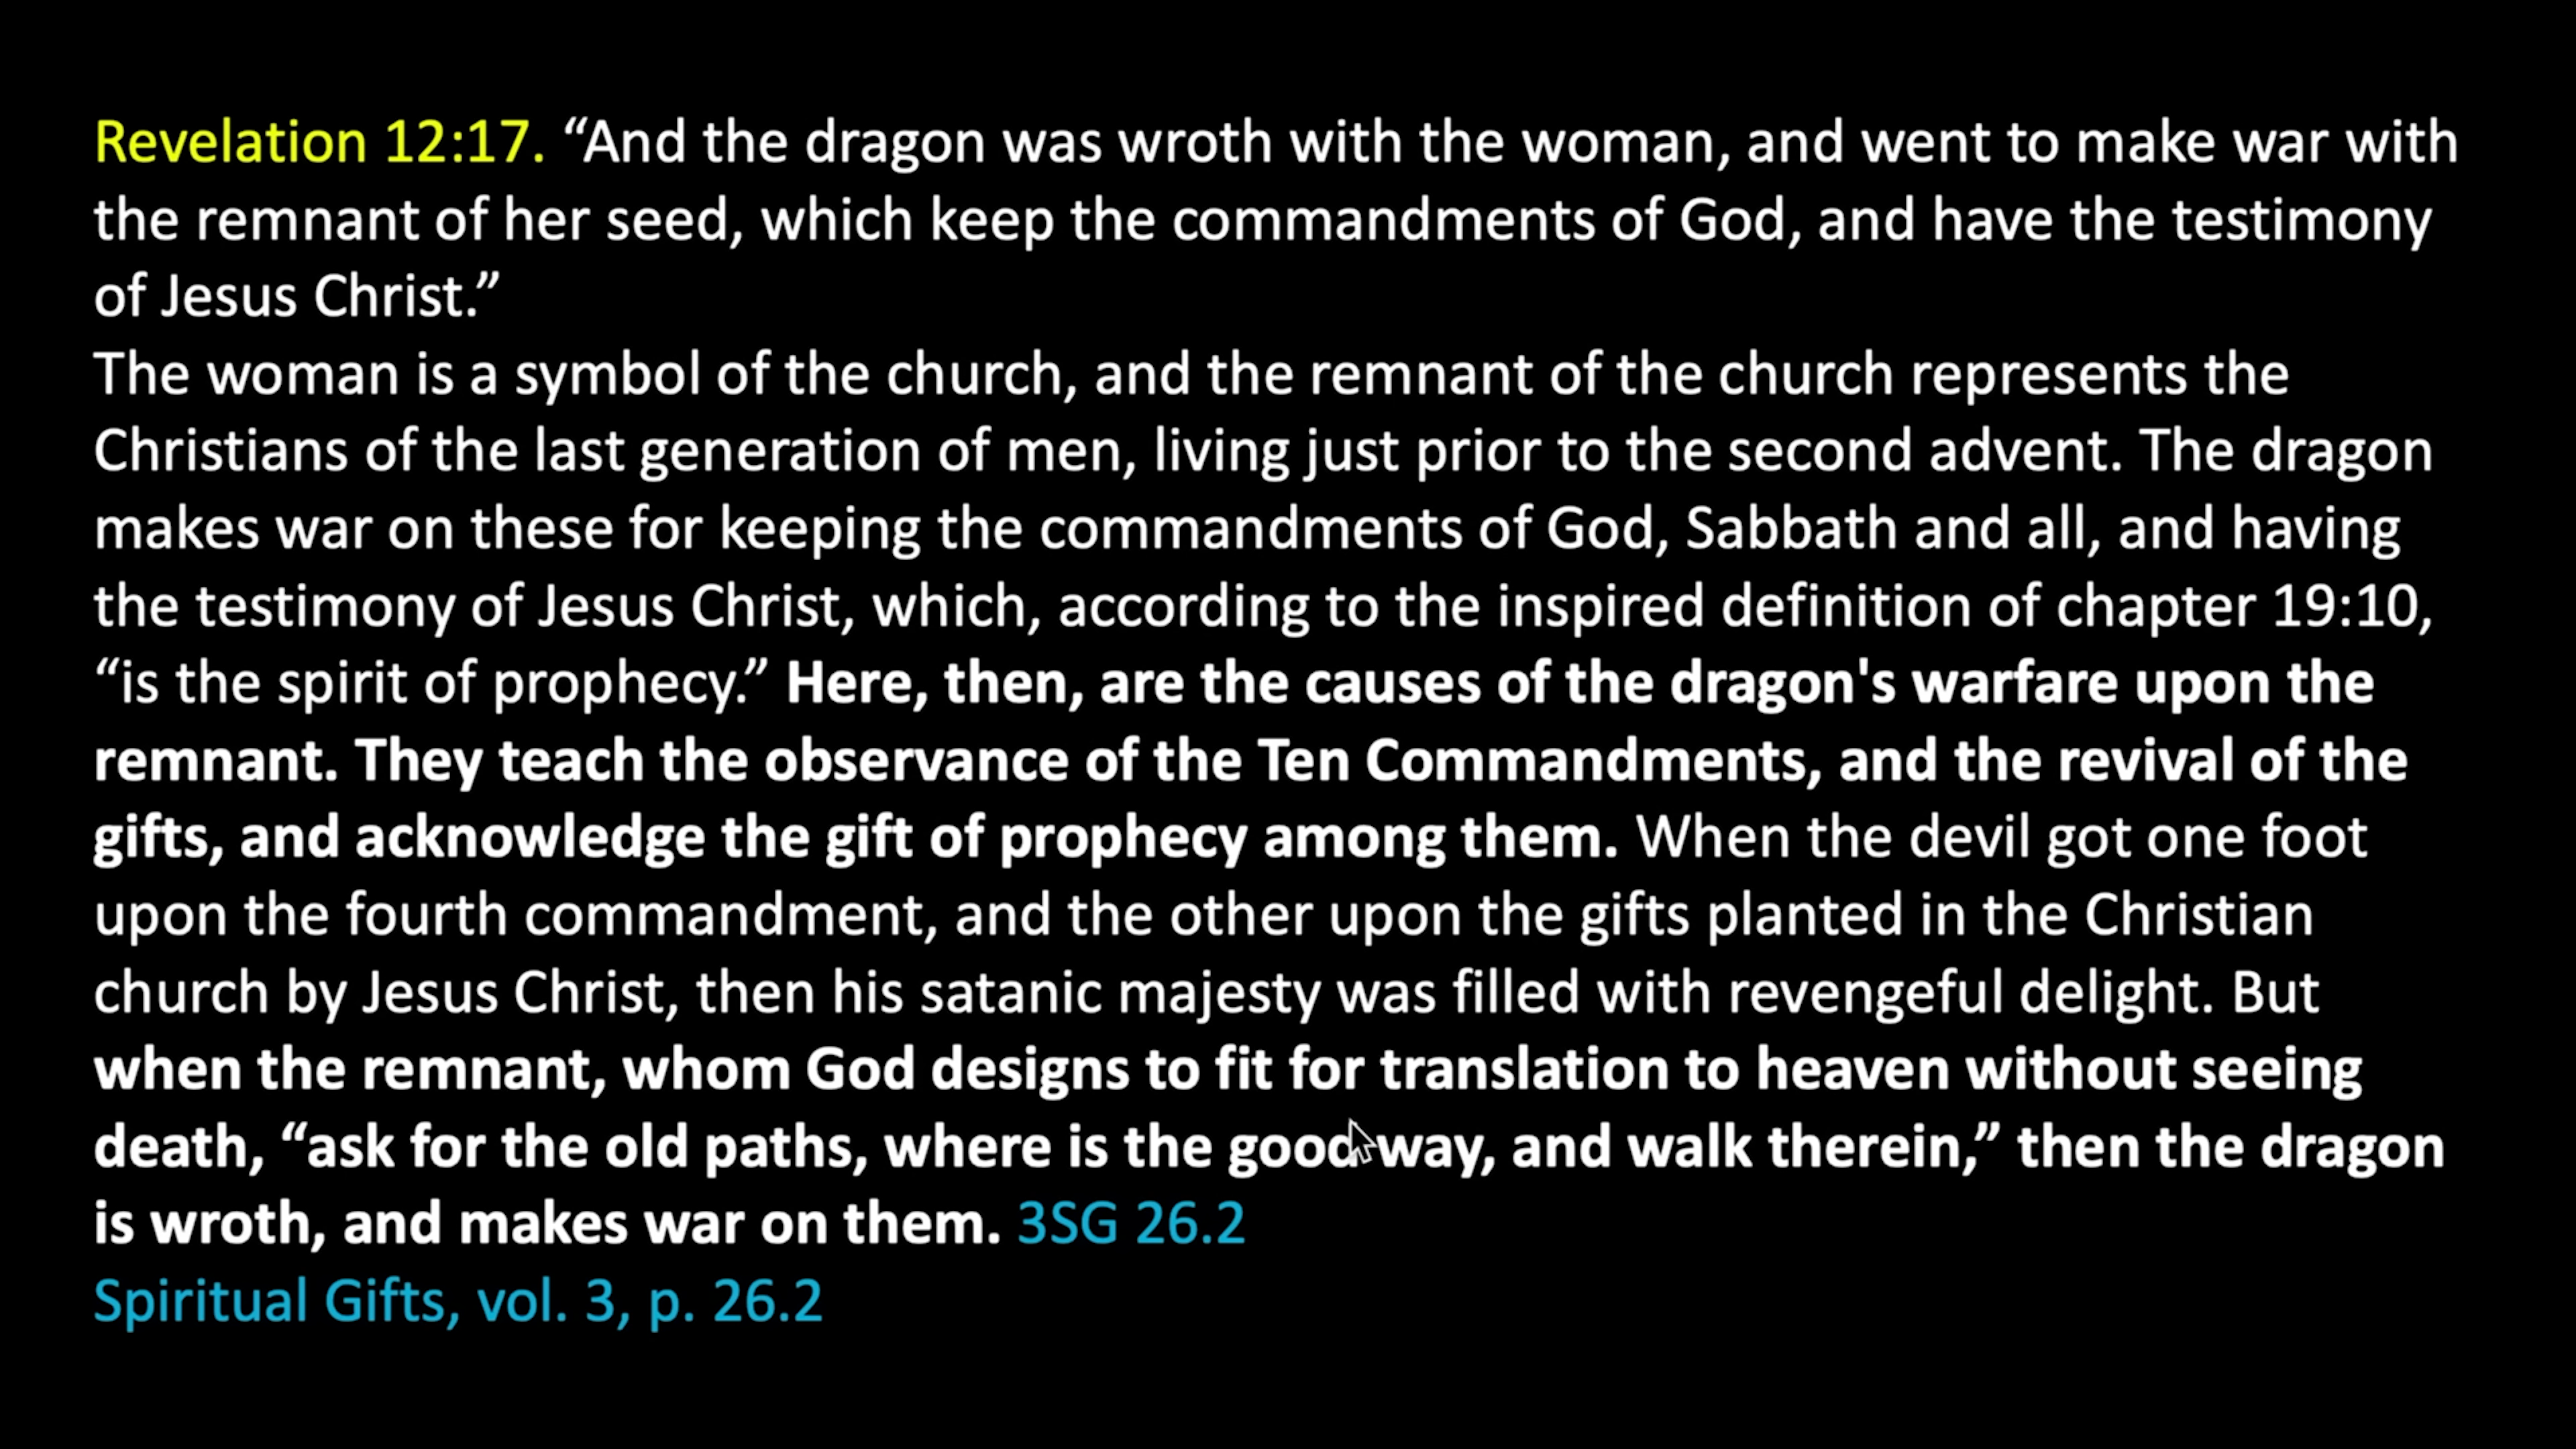 Revelation 12:17. “And the dragon was wroth with the woman, and went to make war with
the remnant of her seed, which keep the commandments of God, and have the testimony
of Jesus Christ.”
The woman is a symbol of the church, and the remnant of the church represents the
Christians of the last generation of men, living just prior to the second advent. The dragon
makes war on these for keeping the commandments of God, Sabbath and all, and having
the testimony of Jesus Christ, which, according to the inspired definition of chapter 19:10,
“is the spirit of prophecy.” Here, then, are the causes of the dragon's warfare upon the
remnant. They teach the observance of the Ten Commandments, and the revival of the
gifts, and acknowledge the gift of prophecy among them. When the devil got one foot
upon the fourth commandment, and the other upon the gifts planted in the Christian
church by Jesus Christ, then his satanic majesty was filled with revengeful delight. But
when the remnant, whom God designs to fit for translation to heaven without seeing
death, “ask for the old paths, where is the good way, and walk therein,” then the dragon
is wroth, and makes war on them. 3SG 26.2
Spiritual Gifts, vol. 3, p. 26.2